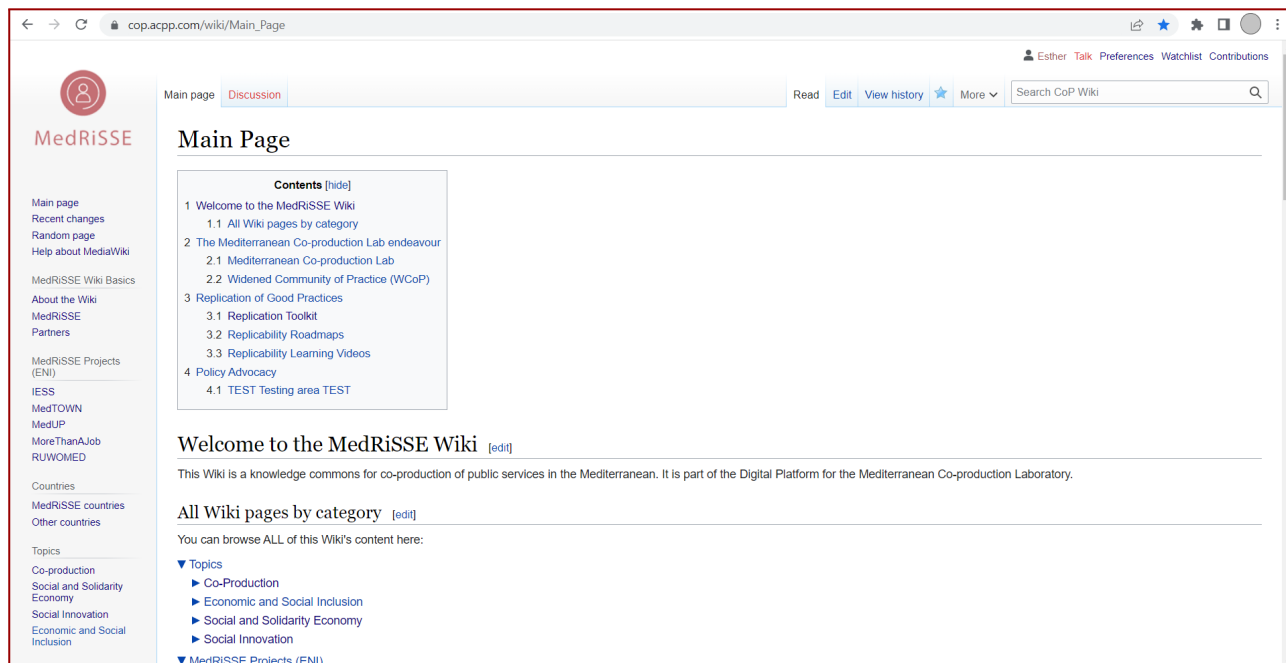 cop.acpp.com/wiki/Main_Page
Esther Talk Preferences Watchlist Contributions
Main page Discussion Read Edit View history More Search CoP Wiki
MedRiSSE
Main page
Recent changes
Random page
Help about MediaWiki
MedRiSSE Wiki Basics
About the Wiki
MedRiSSE
Partners
MedRiSSE Projects
(ENI)
IESS
MedTOWN
MedUP
MoreThanAJob
RUWOMED
Countries
MedRiSSE countries
Other countries
Topics
Co-production
Social and Solidarity
Economy
Social Innovation
Economic and Social
Inclusion
Main Page
Contents [hide]
1 Welcome to the MedRiSSE Wiki
1.1 All Wiki pages by category
2 The Mediterranean Co-production Lab endeavour
2.1 Mediterranean Co-production Lab
2.2 Widened Community of Practice (WCoP)
3 Replication of Good Practices
3.1 Replication Toolkit
3.2 Replicability Roadmaps
3.3 Replicability Learning Videos
4 Policy Advocacy
4.1 TEST Testing area TEST
Welcome to the MedRiSSE Wiki [edit]
This Wiki is a knowledge commons for co-production of public services in the Mediterranean. It is part of the Digital Platform for the Mediterranean Co-production Laboratory.
All Wiki pages by category [edit]
You can browse ALL of this Wiki's content here:
▼ Topics
► Co-Production
► Economic and Social Inclusion
► Social and Solidarity Economy
► Social Innovation
▼ MedRiSSE Projects (ENI)